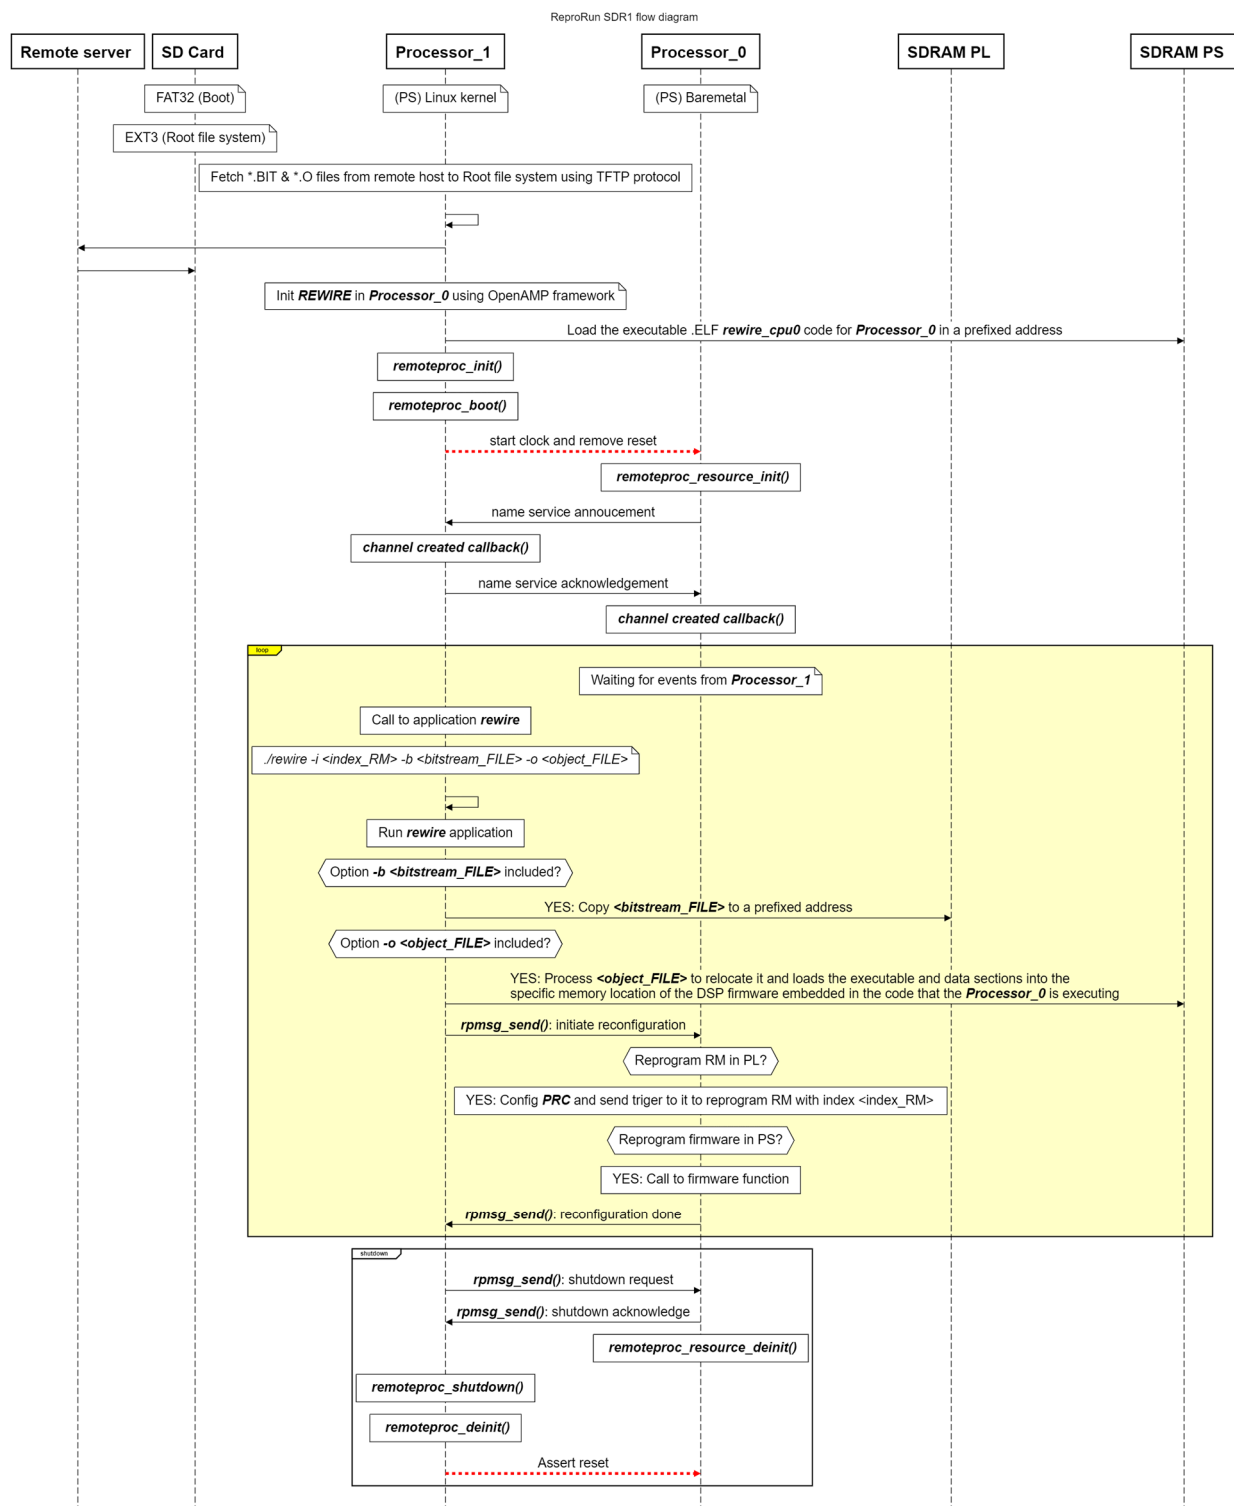 ReproRun SDR1 flow diagram
Remote server
SD Card
Processor_1
Processor_0
SDRAM PL
SDRAM PS
FAT32 (Boot)
(PS) Linux kernel
(PS) Baremetal
EXT3 (Root file system)
Fetch *.BIT & *.O files from remote host to Root file system using TFTP protocol
Init REWIRE in Processor_0 using OpenAMP framework
Load the executable .ELF rewire_cpu0 code for Processor_0 in a prefixed address
remoteproc_init()
remoteproc_boot()
start clock and remove reset
remoteproc_resource_init()
name service annoucement
channel created callback()
name service acknowledgement
channel created callback()
loop
Waiting for events from Processor_1
Call to application rewire
./rewire -i <index_RM> -b <bitstream_FILE> -o <object_FILE>
Run rewire application
Option -b <bitstream_FILE> included?
YES: Copy <bitstream_FILE> to a prefixed address
Option -o <object_FILE> included?
YES: Process <object_FILE> to relocate it and loads the executable and data sections into the
specific memory location of the DSP firmware embedded in the code that the Processor_0 is executing
rpmsg_send(): initiate reconfiguration
Reprogram RM in PL?
YES: Config PRC and send triger to it to reprogram RM with index <index_RM>
Reprogram firmware in PS?
YES: Call to firmware function
rpmsg_send(): reconfiguration done
shutdown
rpmsg_send(): shutdown request
rpmsg_send(): shutdown acknowledge
remoteproc_resource_deinit()
remoteproc_shutdown()
remoteproc_deinit()
Assert reset